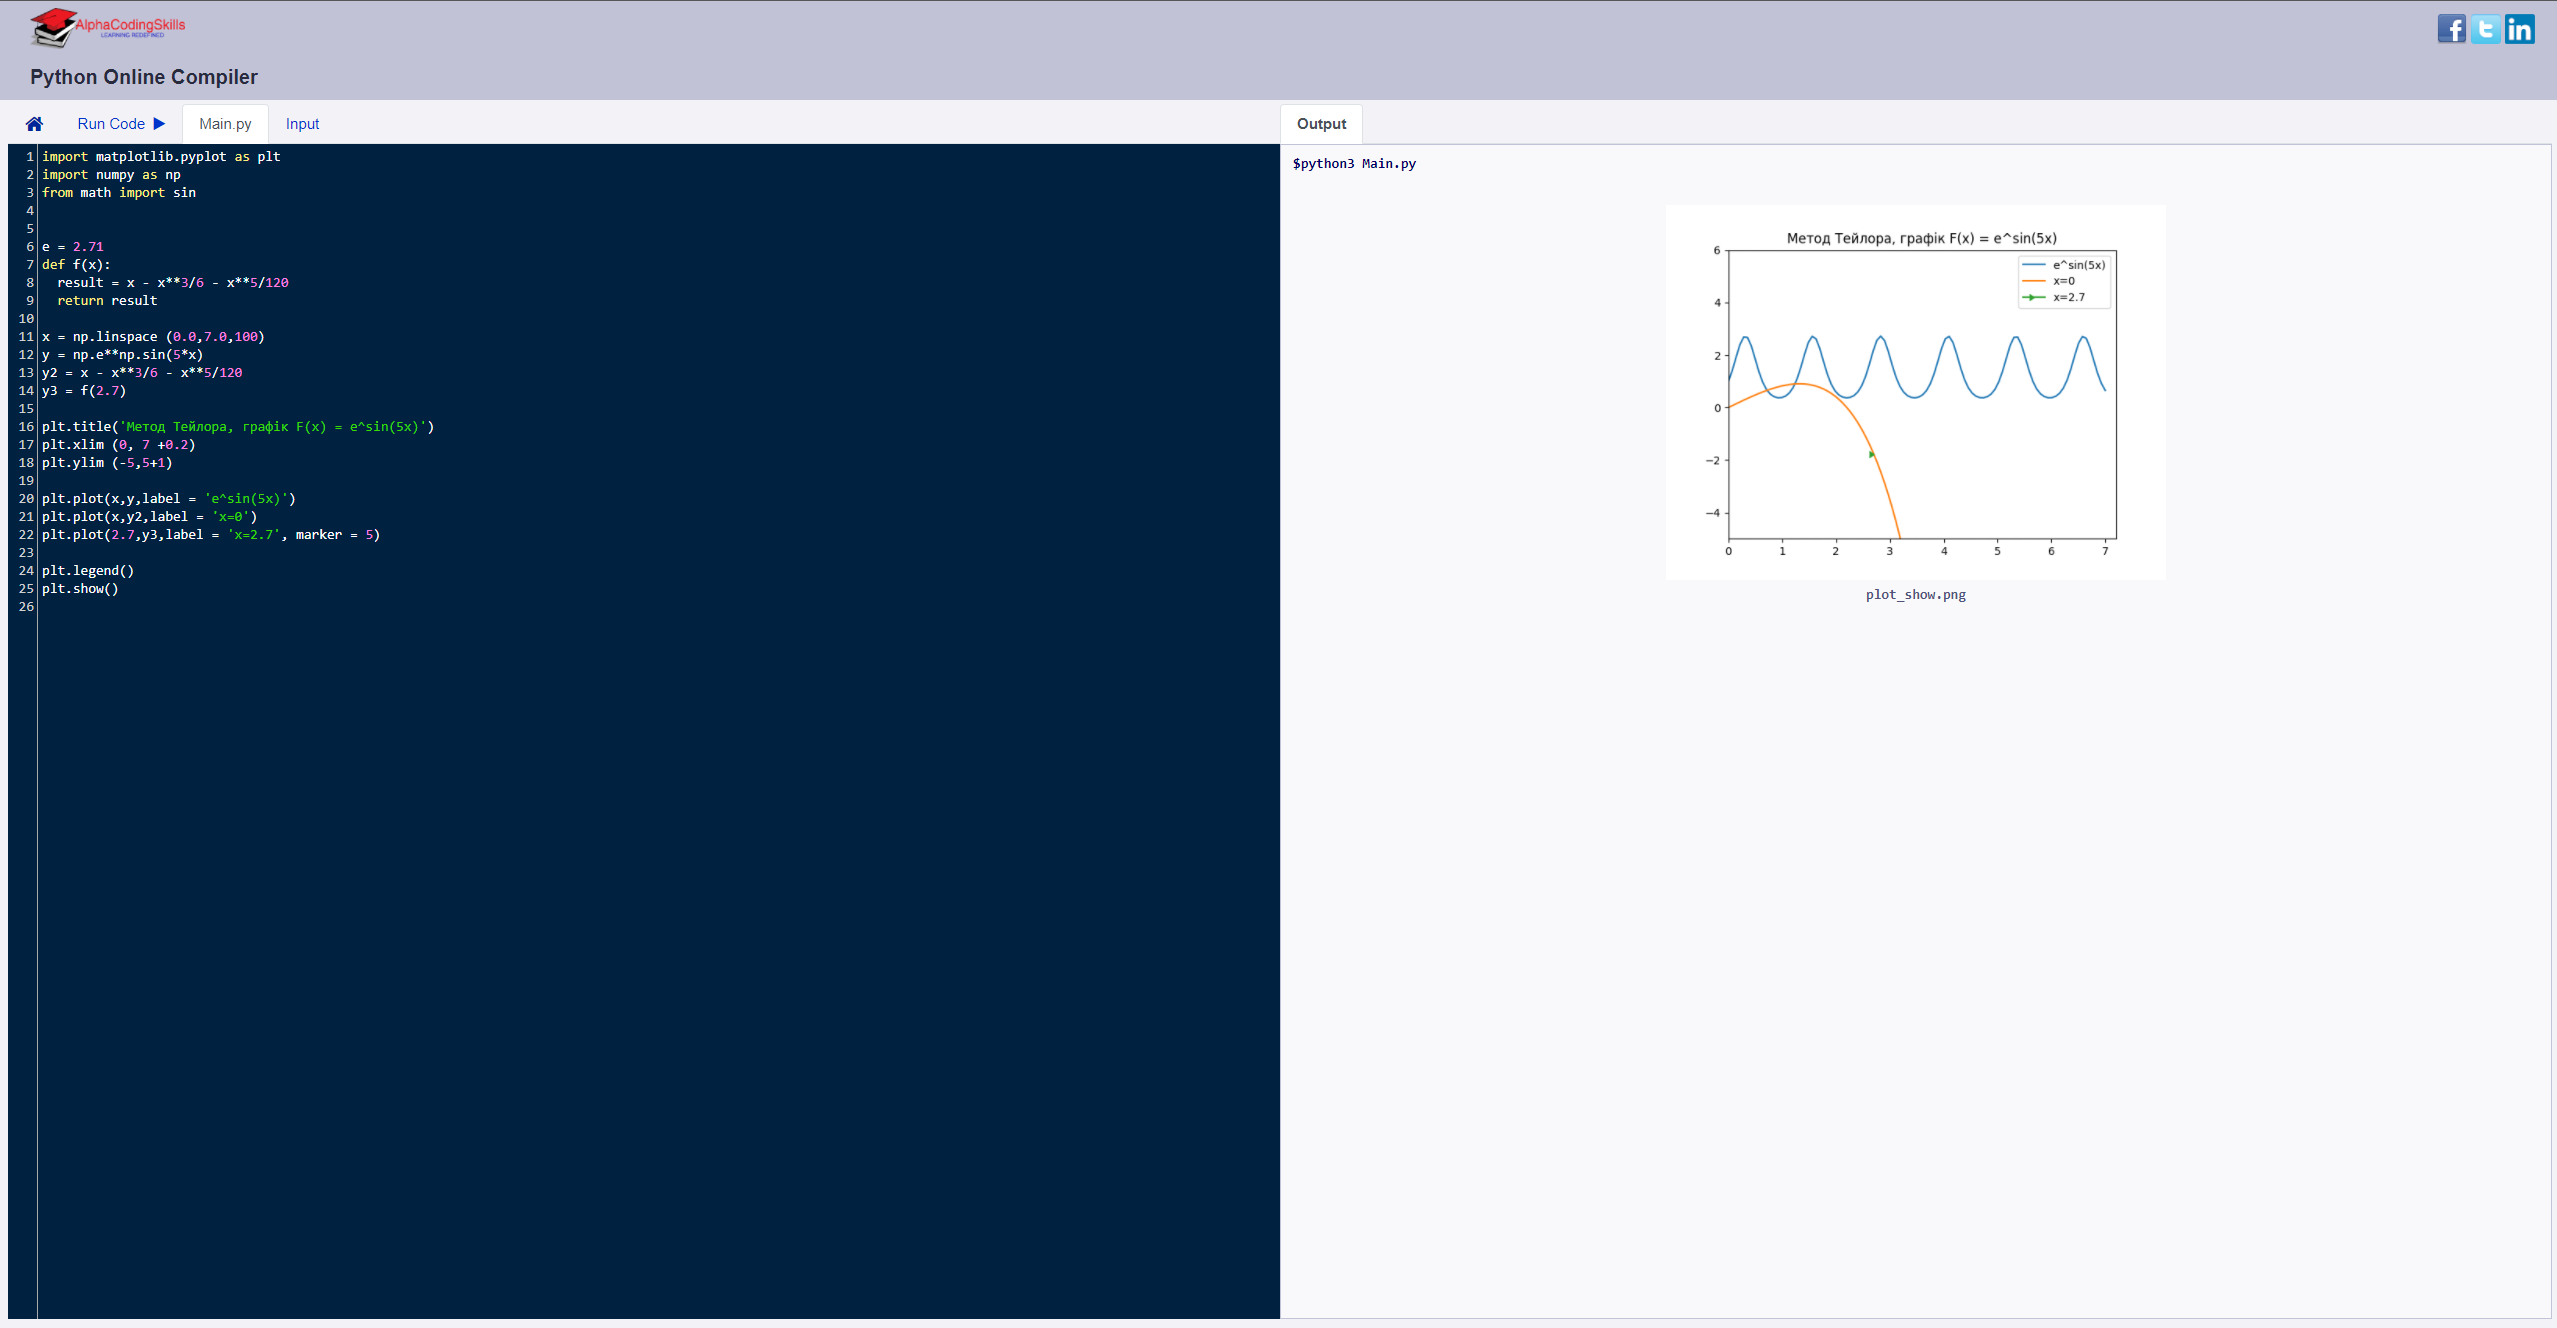 AlphaCodingSkills
LEARNING REDEFINED
Python Online Compiler
Run Code
Main.py
Input
Output
1 import matplotlib.pyplot as plt
2 import numpy as np
3 from math import sin
4
5
6 e = 2.71
7 def f(x):
8   result = x - x**3/6 - x**5/120
9   return result
10
11 x = np.linspace (0.0,7.0,100)
12 y = np.e**np.sin(5*x)
13 y2 = x - x**3/6 - x**5/120
14 y3 = f(2.7)
15
16 plt.title('Метод Тейлора, графік F(x) = e^sin(5x)')
17 plt.xlim (0, 7 +0.2)
18 plt.ylim (-5,5+1)
19
20 plt.plot(x,y,label = 'e^sin(5x)')
21 plt.plot(x,y2,label = 'x=0')
22 plt.plot(2.7,y3,label = 'x=2.7', marker = 5)
23
24 plt.legend()
25 plt.show()
26
$python3 Main.py
Метод Тейлора, графік F(x) = e^sin(5x)
e^sin(5x)
x=0
x=2.7
6
4
2
0
−2
−4
0 1 2 3 4 5 6 7
plot_show.png